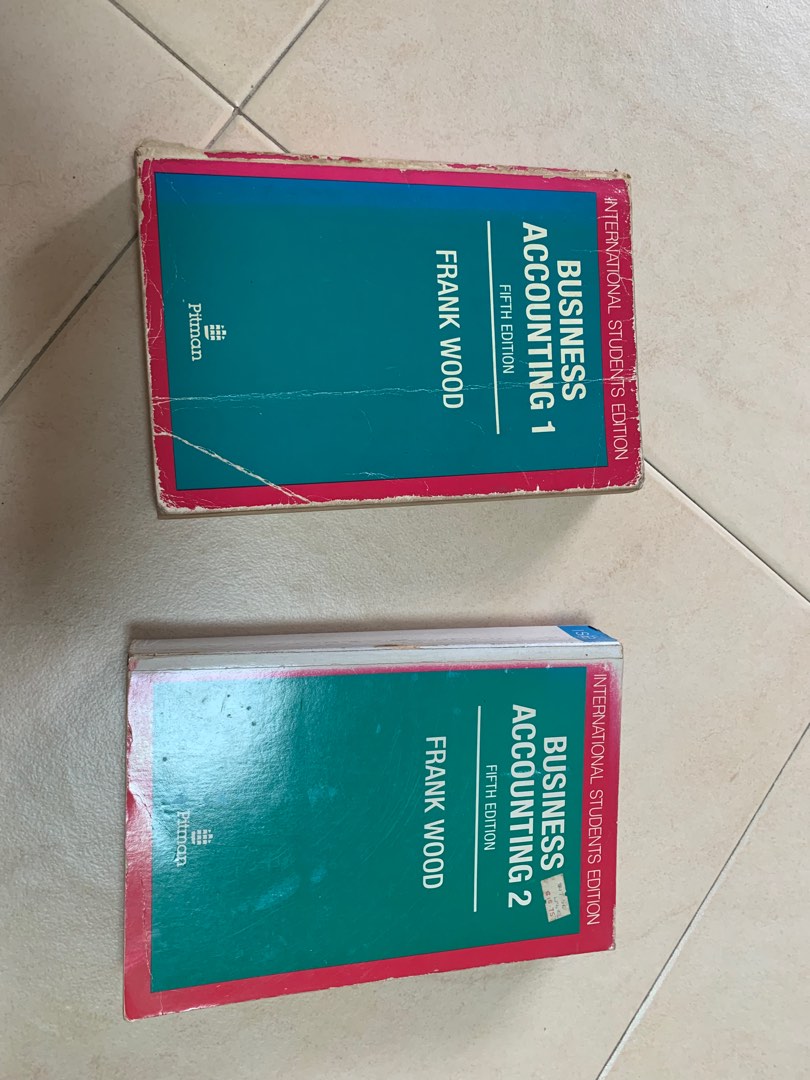 INTERNATIONAL STUDENTS EDITION
BUSINESS
ACCOUNTING 1
FIFTH EDITION
FRANK WOOD
Pitman
INTERNATIONAL STUDENTS EDITION
BUSINESS
ACCOUNTING 2
FIFTH EDITION
FRANK WOOD
Pitman